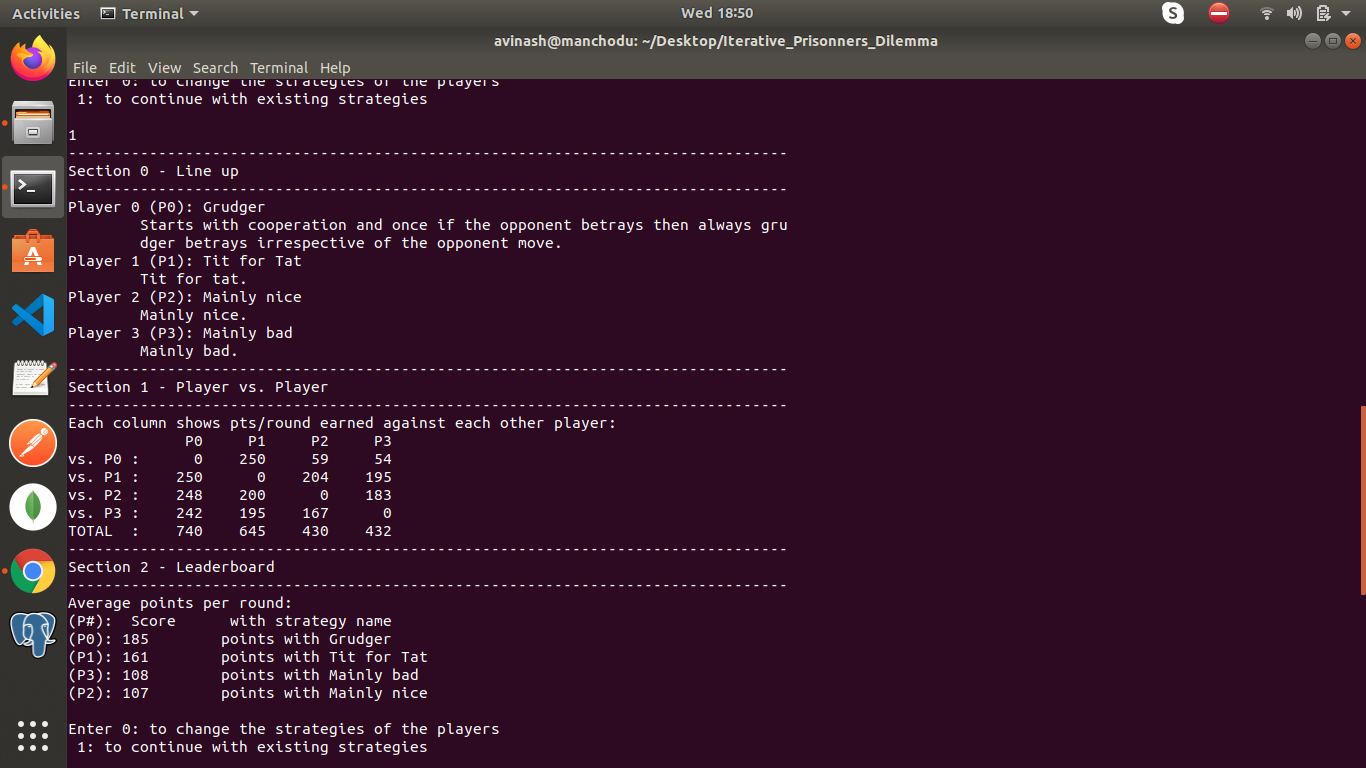 Activities Terminal Wed 18:50
avinash@manchodu: ~/Desktop/Iterative_Prisonners_Dilemma
File Edit View Search Terminal Help
Enter 0: to change the strategies of the players
 1: to continue with existing strategies
1
--------------------------------------------------------------------------------
Section 0 - Line up
--------------------------------------------------------------------------------
Player 0 (P0): Grudger
        Starts with cooperation and once if the opponent betrays then always gru
        dger betrays irrespective of the opponent move.
Player 1 (P1): Tit for Tat
        Tit for tat.
Player 2 (P2): Mainly nice
        Mainly nice.
Player 3 (P3): Mainly bad
        Mainly bad.
--------------------------------------------------------------------------------
Section 1 - Player vs. Player
--------------------------------------------------------------------------------
Each column shows pts/round earned against each other player:
             P0     P1     P2     P3
vs. P0 :      0    250     59     54
vs. P1 :    250      0    204    195
vs. P2 :    248    200      0    183
vs. P3 :    242    195    167      0
TOTAL  :    740    645    430    432
--------------------------------------------------------------------------------
Section 2 - Leaderboard
--------------------------------------------------------------------------------
Average points per round:
(P#):  Score      with strategy name
(P0): 185        points with Grudger
(P1): 161        points with Tit for Tat
(P3): 108        points with Mainly bad
(P2): 107        points with Mainly nice
Enter 0: to change the strategies of the players
 1: to continue with existing strategies